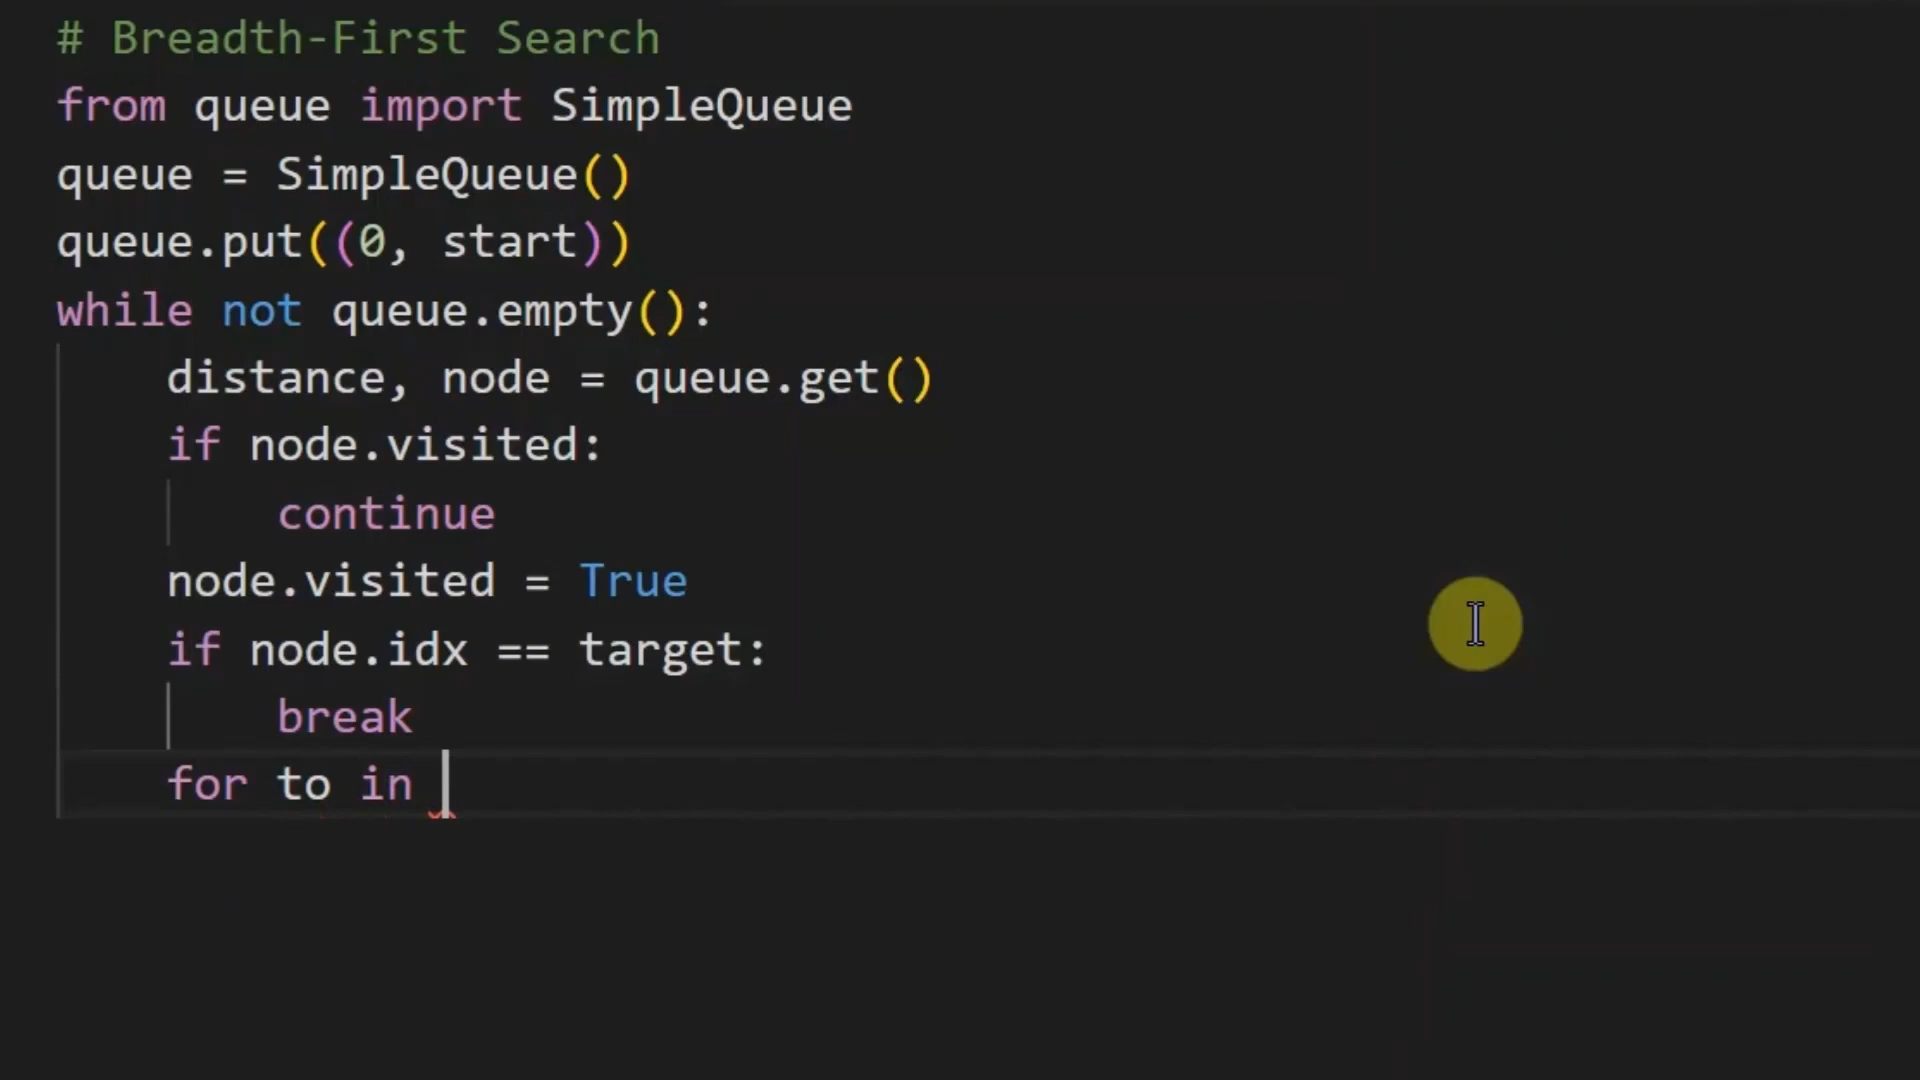 # Breadth-First Search
from queue import SimpleQueue
queue = SimpleQueue()
queue.put((0, start))
while not queue.empty():
    distance, node = queue.get()
    if node.visited:
        continue
    node.visited = True
    if node.idx == target:
        break
    for to in